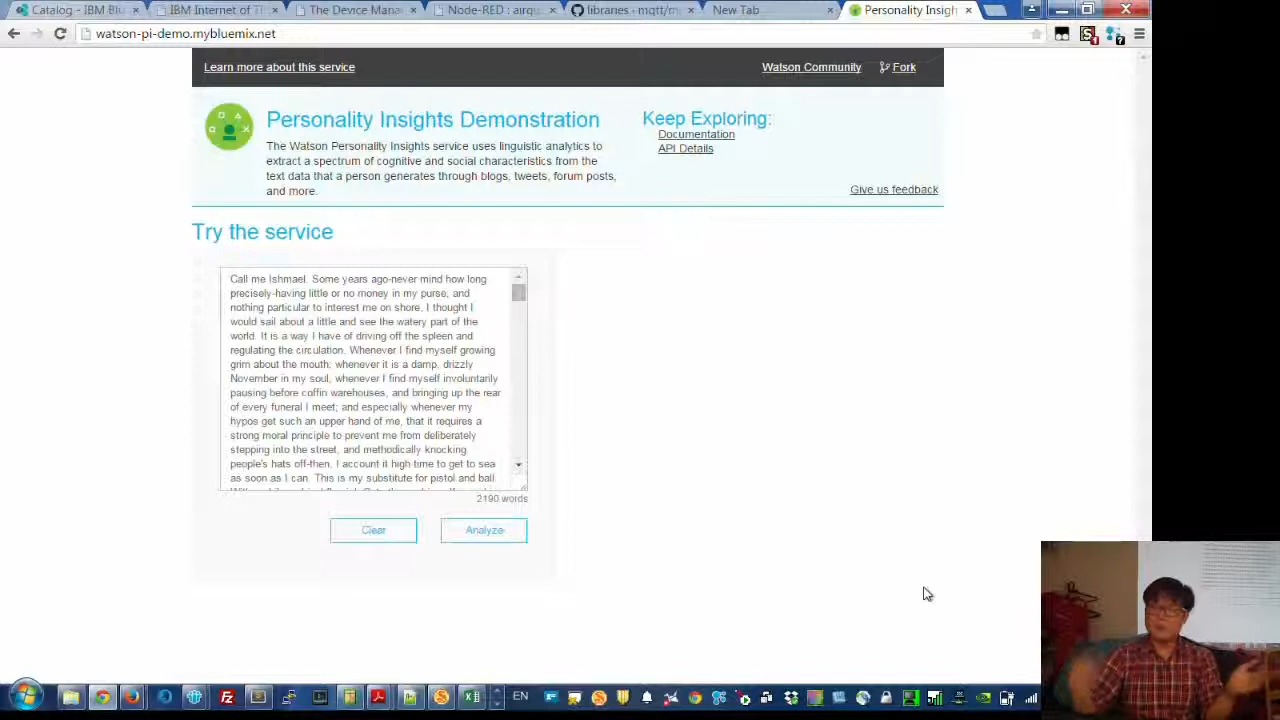 Catalog - IBM Blu
IBM Internet of T
The Device Mana
Node-RED : airqu
libraries · mqtt/m
New Tab
Personality Insigh
watson-pi-demo.mybluemix.net
Learn more about this service
Watson Community
Fork
Personality Insights Demonstration
The Watson Personality Insights service uses linguistic analytics to
extract a spectrum of cognitive and social characteristics from the
text data that a person generates through blogs, tweets, forum posts,
and more.
Keep Exploring:
Documentation
API Details
Give us feedback
Try the service
Call me Ishmael. Some years ago-never mind how long
precisely-having little or no money in my purse, and
nothing particular to interest me on shore, I thought I
would sail about a little and see the watery part of the
world. It is a way I have of driving off the spleen and
regulating the circulation. Whenever I find myself growing
grim about the mouth; whenever it is a damp, drizzly
November in my soul; whenever I find myself involuntarily
pausing before coffin warehouses, and bringing up the rear
of every funeral I meet; and especially whenever my
hypos get such an upper hand of me, that it requires a
strong moral principle to prevent me from deliberately
stepping into the street, and methodically knocking
people's hats off-then, I account it high time to get to sea
as soon as I can. This is my substitute for pistol and ball.
2190 words
Clear
Analyze
EN